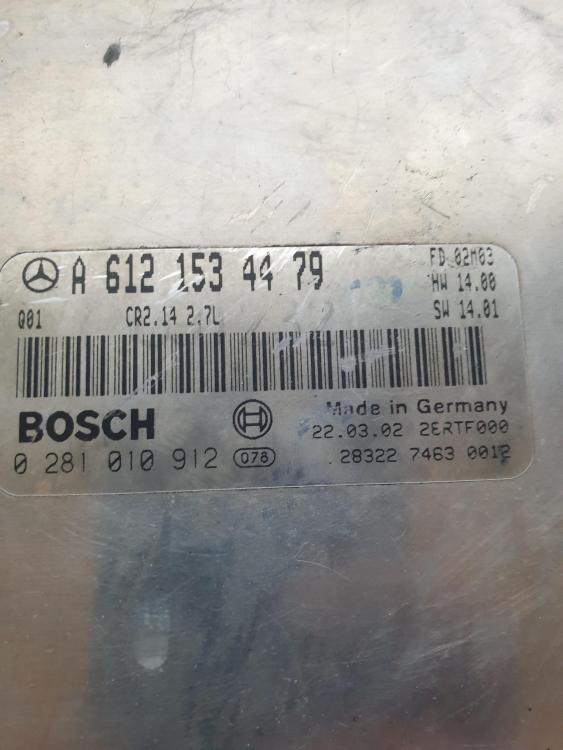 A 612 153 44 79
FD 02M03
HW 14.00
Q01 CR2.14 2.7L SW 14.01
BOSCH Made in Germany
22.03.02 2ERTF000
0 281 010 912 078 28322 7463 0012